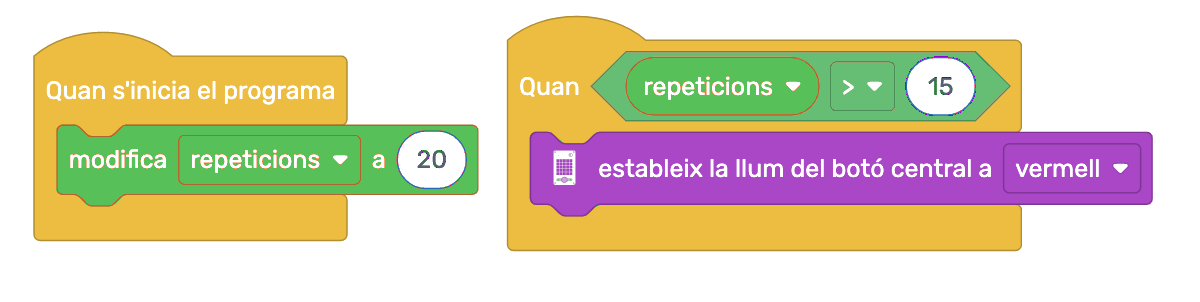 Quan s'inicia el programa
modifica repeticions a 20
Quan repeticions > 15
estableix la llum del botó central a vermell